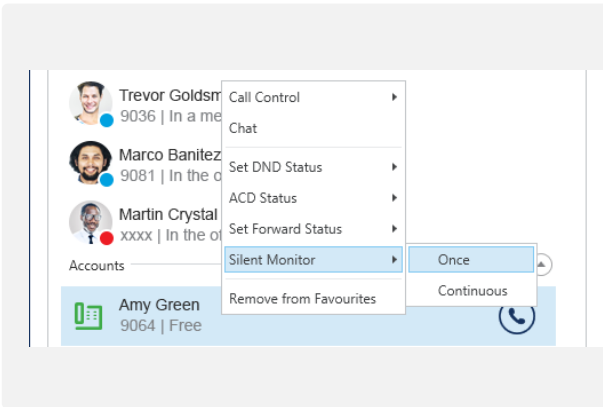 Trevor Goldsm
9036 | In a me
Marco Banitez
9081 | In the o
Martin Crystal
xxxx | In the of
Accounts
Amy Green
9064 | Free
Call Control
Chat
Set DND Status
ACD Status
Set Forward Status
Silent Monitor
Remove from Favourites
Once
Continuous